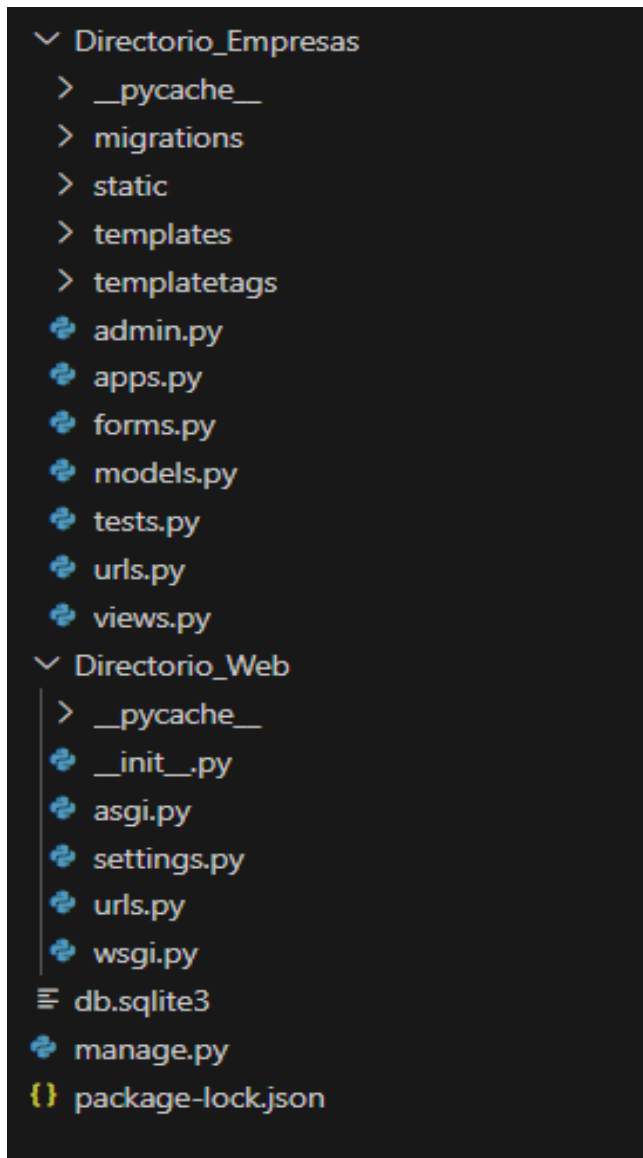 Directorio_Empresas
__pycache__
migrations
static
templates
templatetags
admin.py
apps.py
forms.py
models.py
tests.py
urls.py
views.py
Directorio_Web
__pycache__
__init__.py
asgi.py
settings.py
urls.py
wsgi.py
db.sqlite3
manage.py
{} package-lock.json